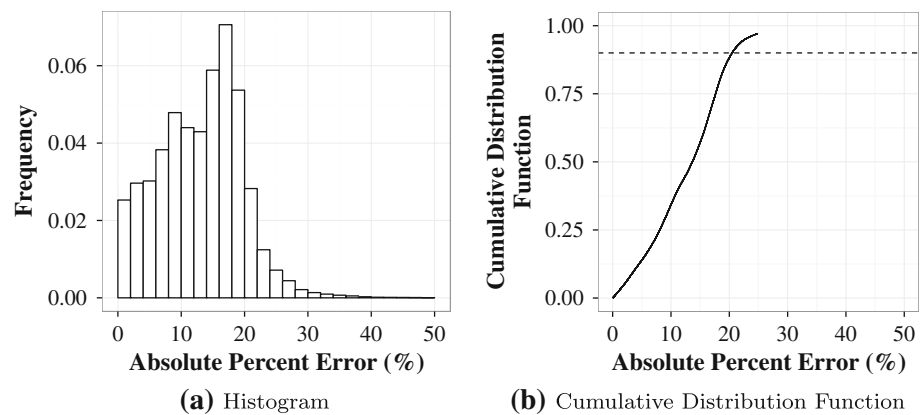 0.06
0.04
0.02
0.00
Frequency
0 10 20 30 40 50
Absolute Percent Error (%)
(a) Histogram
1.00
0.75
0.50
0.25
0.00
Cumulative Distribution
Function
0 10 20 30 40 50
Absolute Percent Error (%)
(b) Cumulative Distribution Function